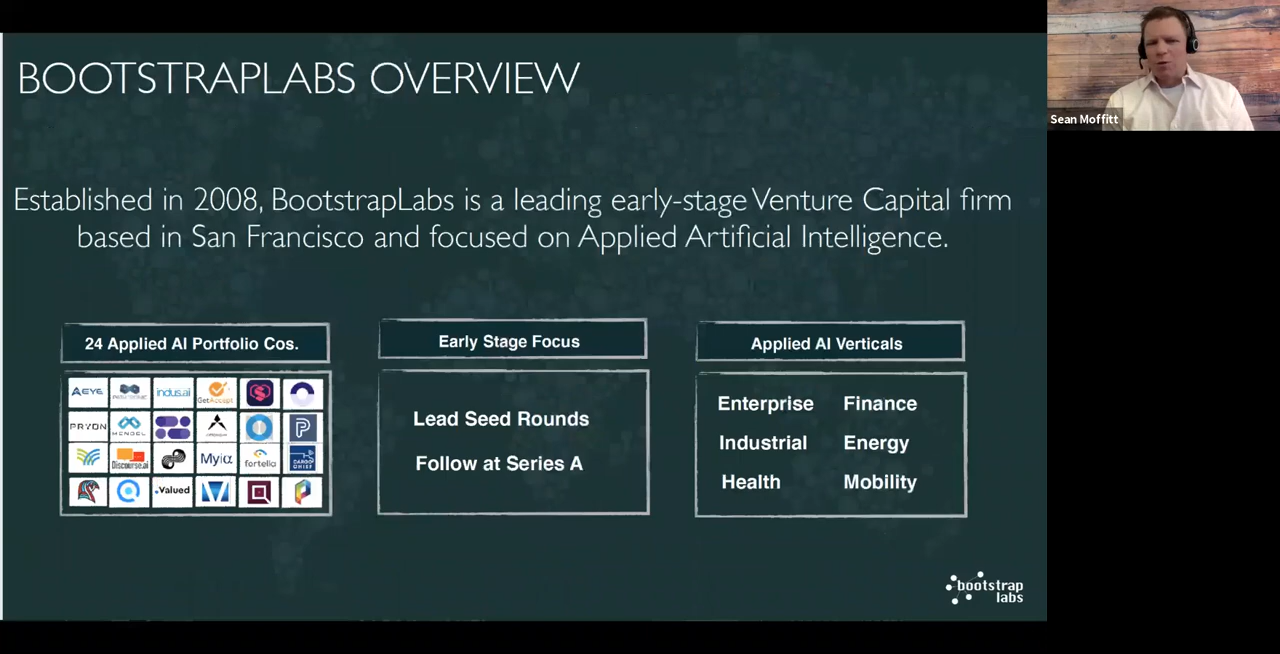 BOOTSTRAPLABS OVERVIEW
Sean Moffitt
Established in 2008, BootstrapLabs is a leading early-stage Venture Capital firm
based in San Francisco and focused on Applied Artificial Intelligence.
24 Applied AI Portfolio Cos.
AEYE
indus.ai
GetAccept
PRYON
MENDEL
Discourse.ai
Myia
fortella
CARGO
CHIEF
.Valued
Early Stage Focus
Lead Seed Rounds
Follow at Series A
Applied AI Verticals
Enterprise Finance
Industrial Energy
Health Mobility
bootstrap
labs